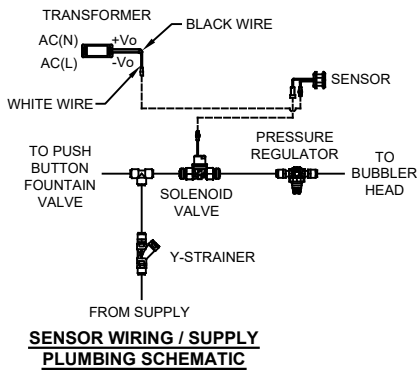 TRANSFORMER
BLACK WIRE
AC(N)
+Vo
AC(L)
-Vo
SENSOR
WHITE WIRE
TO PUSH
BUTTON
FOUNTAIN
VALVE
SOLENOID
VALVE
PRESSURE
REGULATOR
TO
BUBBLER
HEAD
Y-STRAINER
FROM SUPPLY
SENSOR WIRING / SUPPLY
PLUMBING SCHEMATIC